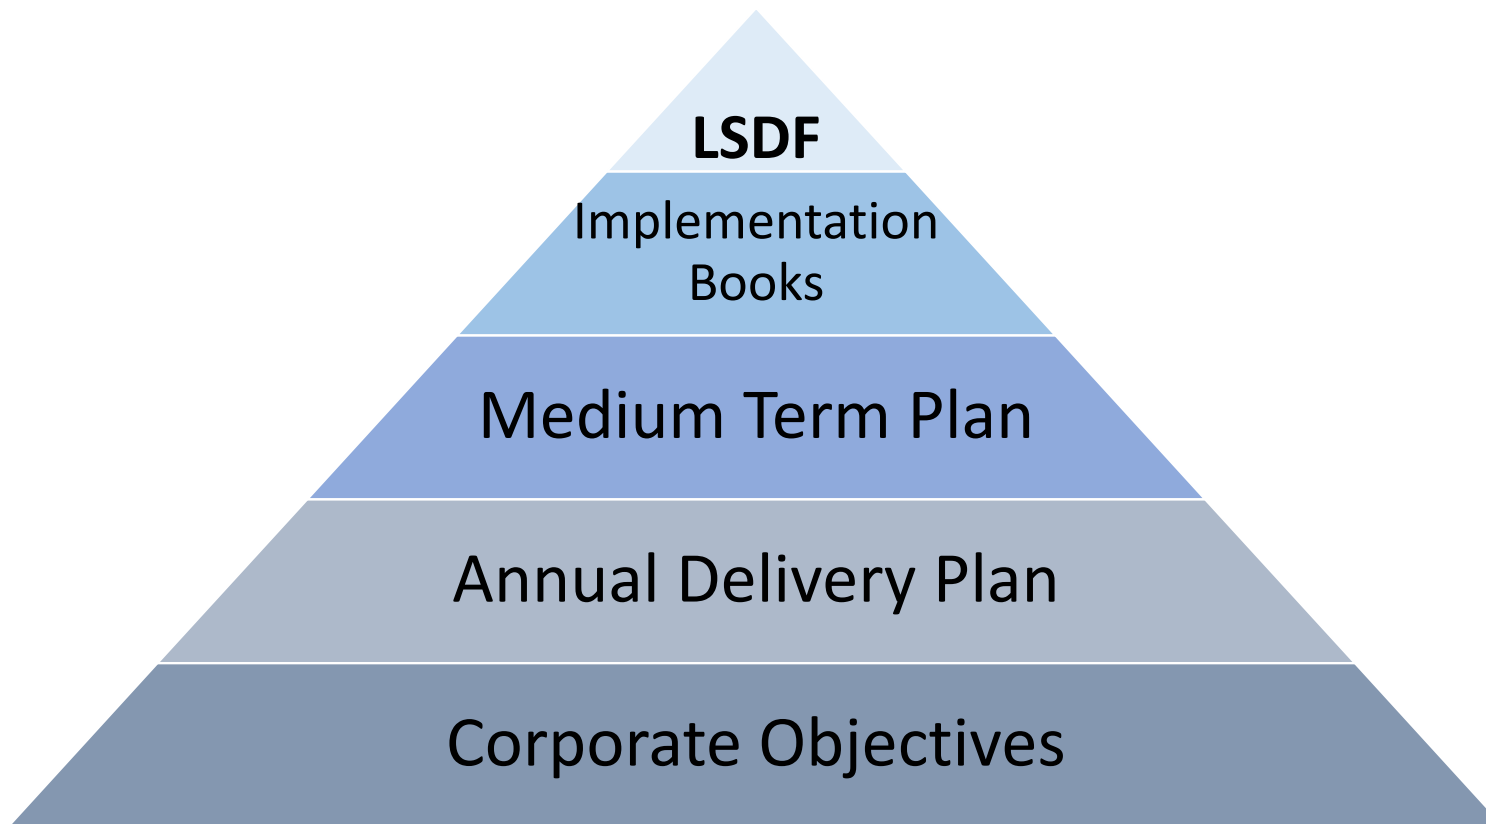 LSDF
Implementation
Books
Medium Term Plan
Annual Delivery Plan
Corporate Objectives